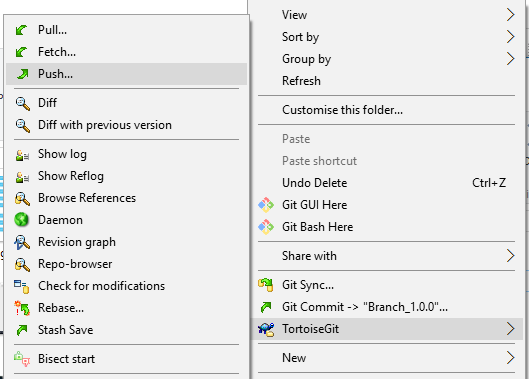 Pull...
Fetch...
Push...
Diff
Diff with previous version
Show log
Show Reflog
Browse References
Daemon
Revision graph
Repo-browser
Check for modifications
Rebase...
Stash Save
Bisect start
View
Sort by
Group by
Refresh
Customise this folder...
Paste
Paste shortcut
Undo Delete Ctrl+Z
Git GUI Here
Git Bash Here
Share with
Git Sync...
Git Commit -> "Branch_1.0.0"...
TortoiseGit
New